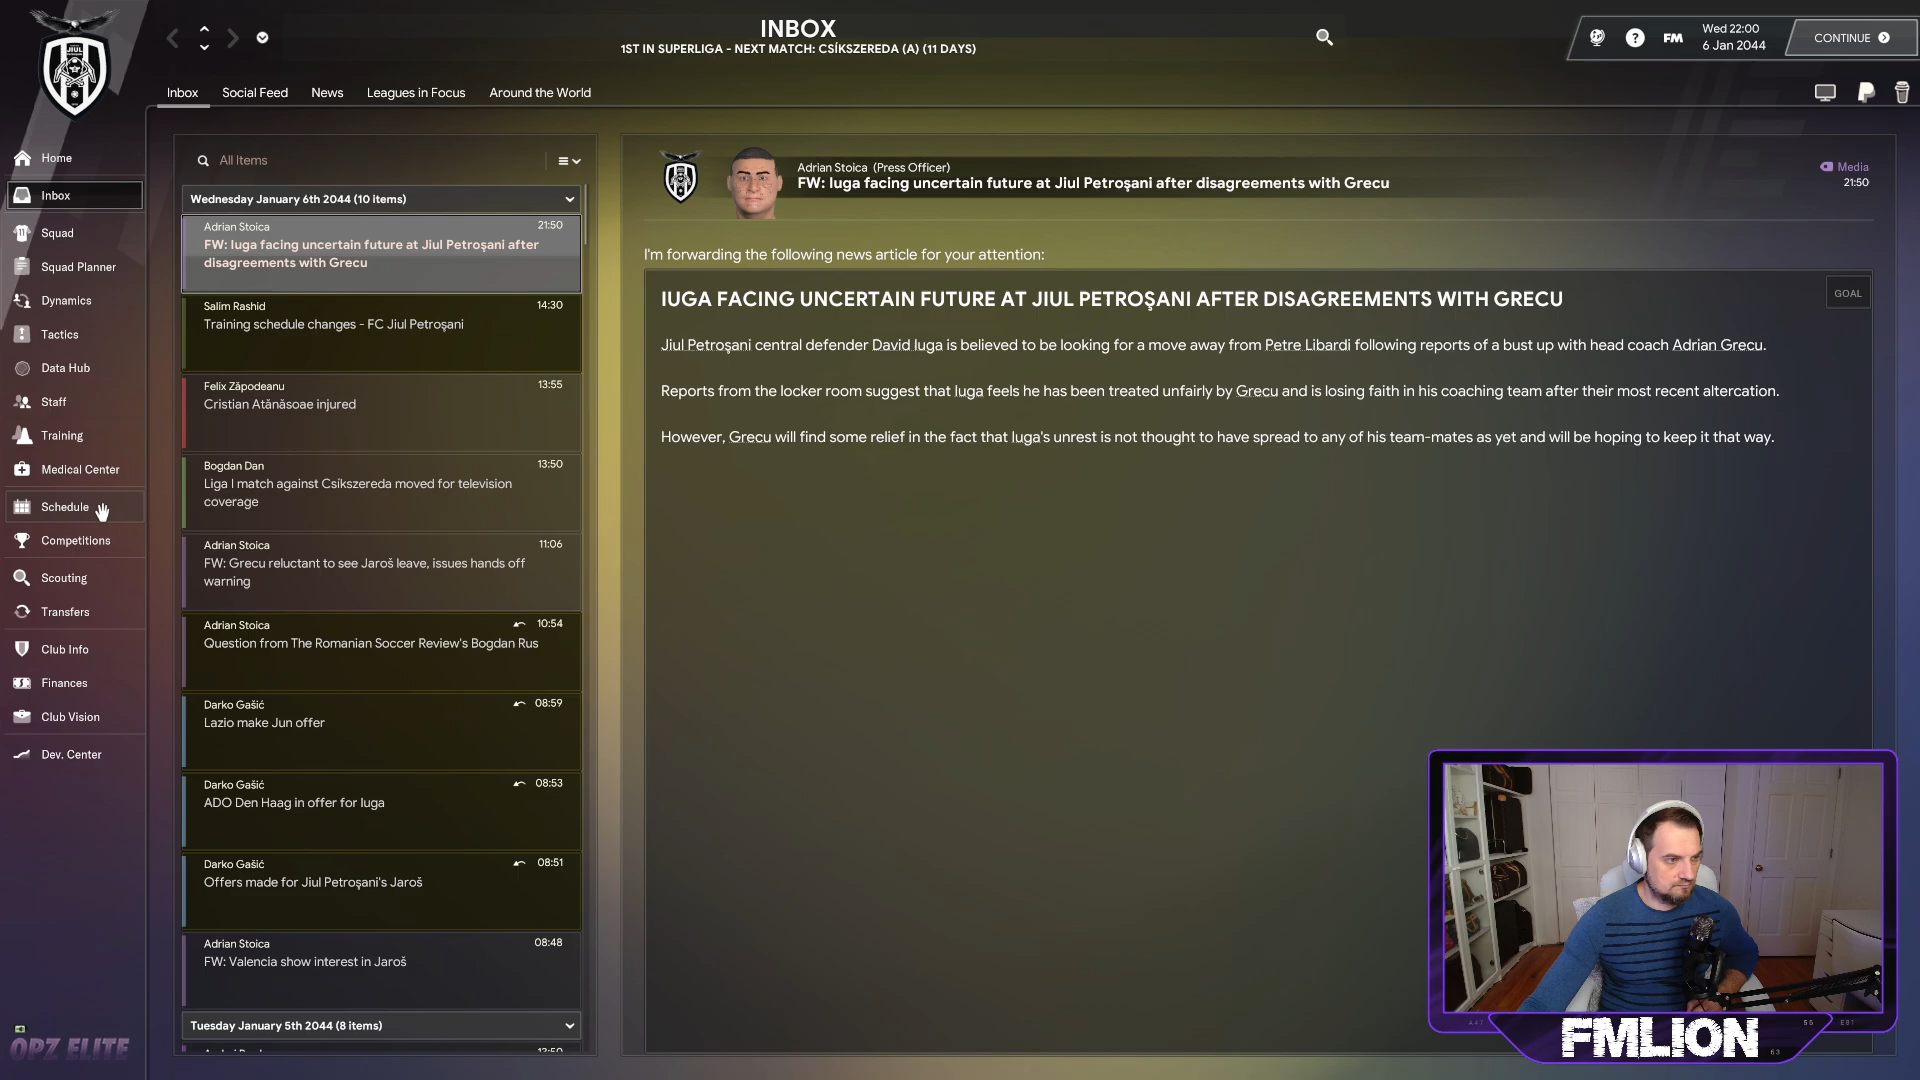 INBOX
1ST IN SUPERLIGA - NEXT MATCH: CSÍKSZEREDA (A) (11 DAYS)
FM
Wed 22:00
6 Jan 2044
CONTINUE
Inbox
Social Feed
News
Leagues in Focus
Around the World
Home
Inbox
Squad
Squad Planner
Dynamics
Tactics
Data Hub
Staff
Training
Medical Center
Schedule
Competitions
Scouting
Transfers
Club Info
Finances
Club Vision
Dev. Center
OPZ ELITE
All Items
Wednesday January 6th 2044 (10 items)
Adrian Stoica 21:50
FW: Iuga facing uncertain future at Jiul Petroşani after
disagreements with Grecu
Salim Rashid 14:30
Training schedule changes - FC Jiul Petroşani
Felix Zăpodeanu 13:55
Cristian Atănăsoae injured
Bogdan Dan 13:50
Liga I match against Csíkszereda moved for television
coverage
Adrian Stoica 11:06
FW: Grecu reluctant to see Jaroš leave, issues hands off
warning
Adrian Stoica 10:54
Question from The Romanian Soccer Review's Bogdan Rus
Darko Gašić 08:59
Lazio make Jun offer
Darko Gašić 08:53
ADO Den Haag in offer for Iuga
Darko Gašić 08:51
Offers made for Jiul Petroşani's Jaroš
Adrian Stoica 08:48
FW: Valencia show interest in Jaroš
Tuesday January 5th 2044 (8 items)
Adrian Stoica (Press Officer)
FW: Iuga facing uncertain future at Jiul Petroşani after disagreements with Grecu
Media
21:50
I'm forwarding the following news article for your attention:
IUGA FACING UNCERTAIN FUTURE AT JIUL PETROŞANI AFTER DISAGREEMENTS WITH GRECU
GOAL
Jiul Petroşani central defender David Iuga is believed to be looking for a move away from Petre Libardi following reports of a bust up with head coach Adrian Grecu.
Reports from the locker room suggest that Iuga feels he has been treated unfairly by Grecu and is losing faith in his coaching team after their most recent altercation.
However, Grecu will find some relief in the fact that Iuga's unrest is not thought to have spread to any of his team-mates as yet and will be hoping to keep it that way.
FMLION